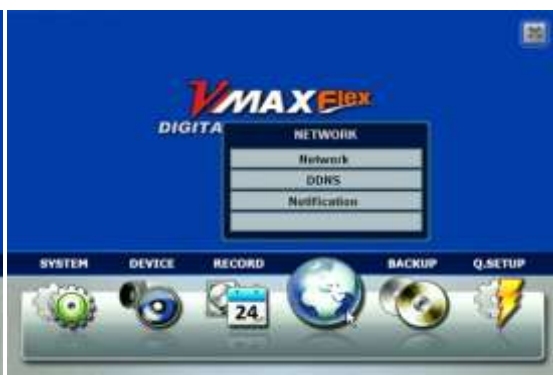 VMAX Flex
DIGITA
NETWORK
Network
DDNS
Notification
SYSTEM DEVICE RECORD BACKUP Q.SETUP
24